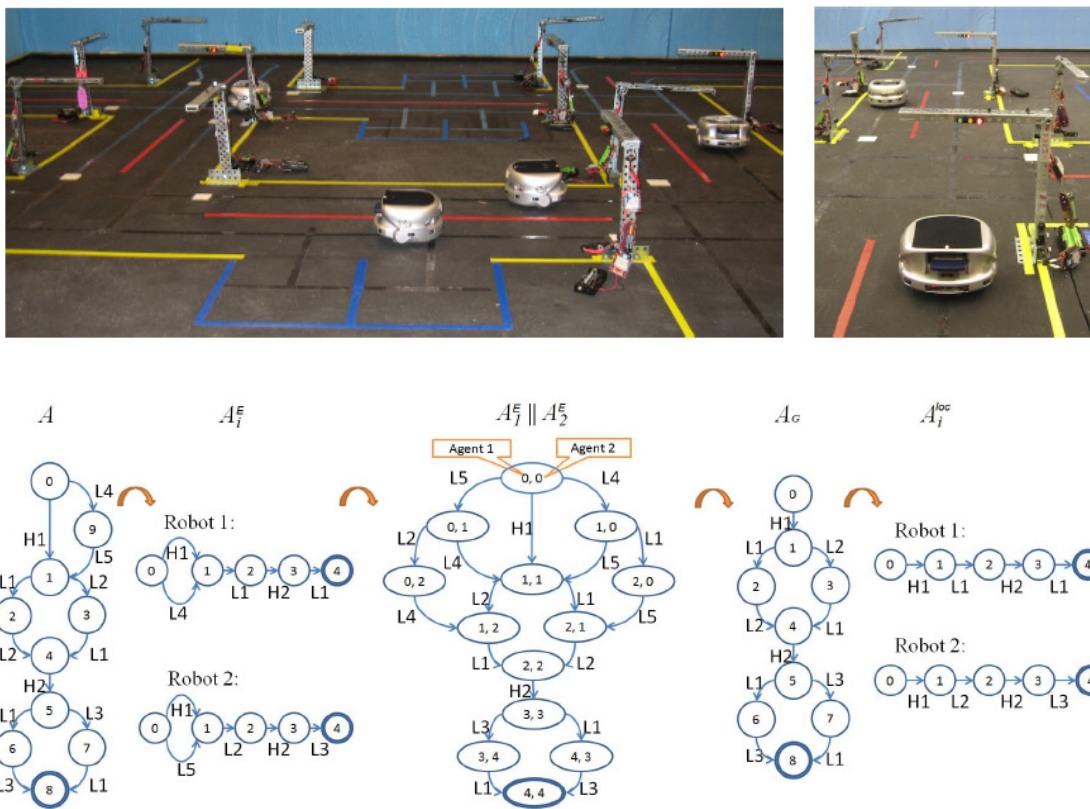 A
A_i^E
A_1^E || A_2^E
A_G
A_i^loc
Agent 1
Agent 2
0
L4
H1
9
L5
1
L1
L2
2
3
L2
L1
4
H2
5
L1
L3
6
7
L3
L1
8
Robot 1:
0
H1
1
2
3
4
L4
L1
H2
L1
Robot 2:
0
H1
1
2
3
4
L5
L2
H2
L3
0, 0
L5
L4
H1
0, 1
1, 0
L2
L4
L5
L1
0, 2
1, 1
2, 0
L4
L2
L1
L5
1, 2
2, 1
L1
2, 2
L2
H2
3, 3
L3
L1
3, 4
4, 3
L1
L3
4, 4
0
H1
1
L1
L2
2
3
L2
L1
4
H2
5
L1
L3
6
7
L3
L1
8
Robot 1:
0
1
2
3
4
H1
L1
H2
L1
Robot 2:
0
1
2
3
4
H1
L2
H2
L3